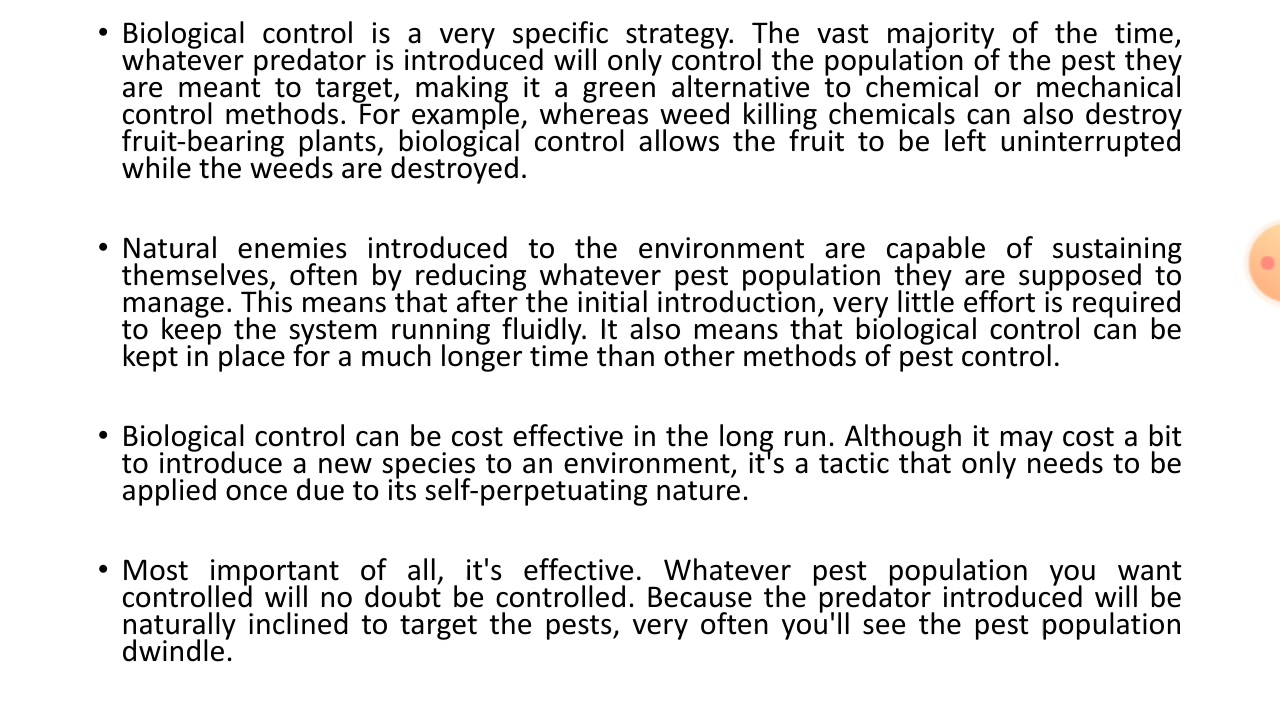 • Biological control is a very specific strategy. The vast majority of the time,
whatever predator is introduced will only control the population of the pest they
are meant to target, making it a green alternative to chemical or mechanical
control methods. For example, whereas weed killing chemicals can also destroy
fruit-bearing plants, biological control allows the fruit to be left uninterrupted
while the weeds are destroyed.
• Natural enemies introduced to the environment are capable of sustaining
themselves, often by reducing whatever pest population they are supposed to
manage. This means that after the initial introduction, very little effort is required
to keep the system running fluidly. It also means that biological control can be
kept in place for a much longer time than other methods of pest control.
• Biological control can be cost effective in the long run. Although it may cost a bit
to introduce a new species to an environment, it's a tactic that only needs to be
applied once due to its self-perpetuating nature.
• Most important of all, it's effective. Whatever pest population you want
controlled will no doubt be controlled. Because the predator introduced will be
naturally inclined to target the pests, very often you'll see the pest population
dwindle.